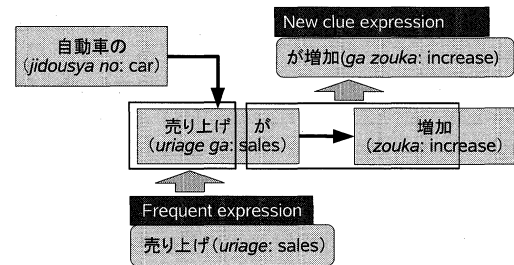 New clue expression
が増加(ga zouka: increase)
自動車の
(jidousya no: car)
売り上げ が
(uriage ga: sales)
増加
(zouka: increase)
Frequent expression
売り上げ(uriage: sales)